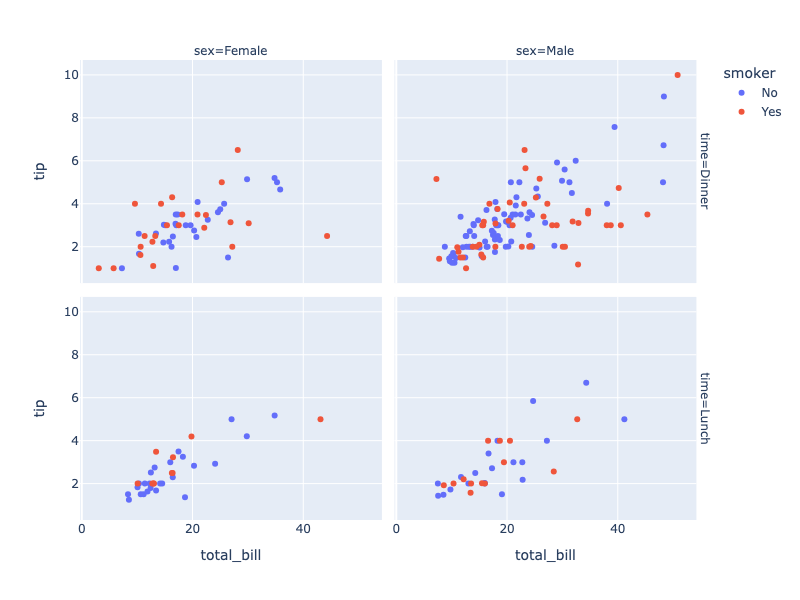 sex=Female
sex=Male
smoker
No
Yes
time=Dinner
tip
10
8
6
4
2
time=Lunch
tip
10
8
6
4
2
0
20
40
0
20
40
total_bill
total_bill